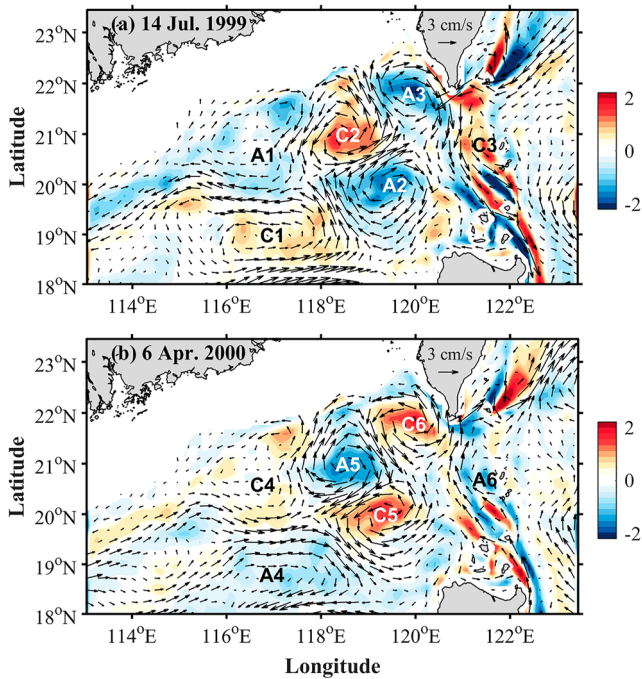 (a) 14 Jul. 1999
3 cm/s
23°N
22°N
21°N
20°N
19°N
18°N
Latitude
A3
C2
C3
A1
A2
C1
114°E
116°E
118°E
120°E
122°E
2
0
-2
(b) 6 Apr. 2000
3 cm/s
23°N
22°N
21°N
20°N
19°N
18°N
Latitude
C6
A5
A6
C4
C5
A4
114°E
116°E
118°E
120°E
122°E
2
1
0
-2
Longitude